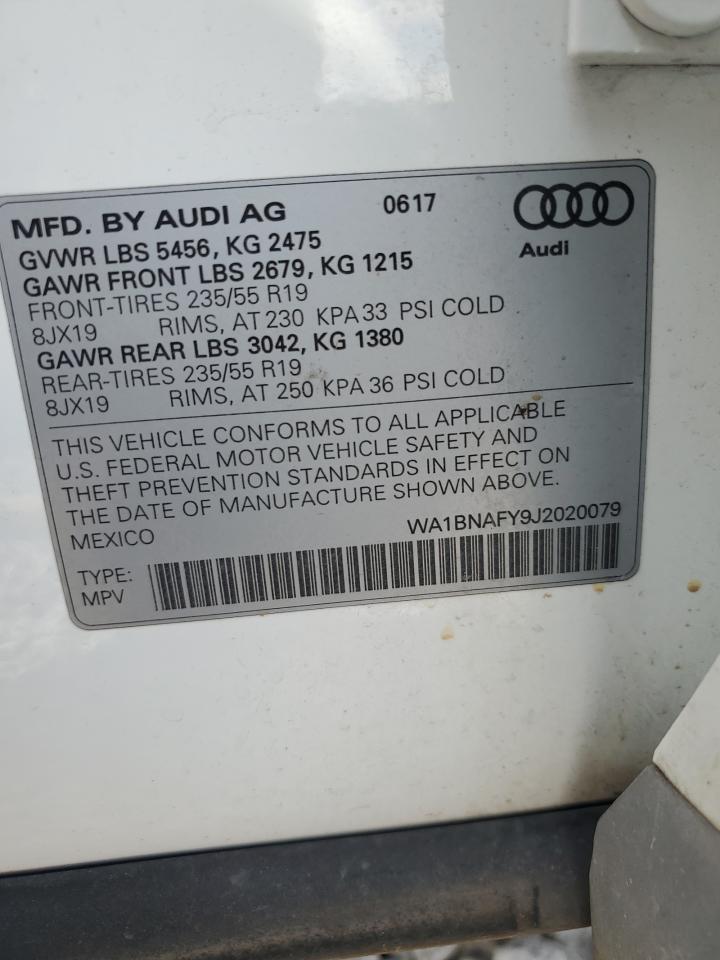 MFD. BY AUDI AG 0617
Audi
GVWR LBS 5456, KG 2475
GAWR FRONT LBS 2679, KG 1215
FRONT-TIRES 235/55 R19
8JX19 RIMS, AT 230 KPA 33 PSI COLD
GAWR REAR LBS 3042, KG 1380
REAR-TIRES 235/55 R19
8JX19 RIMS, AT 250 KPA 36 PSI COLD
THIS VEHICLE CONFORMS TO ALL APPLICABLE
U.S. FEDERAL MOTOR VEHICLE SAFETY AND
THEFT PREVENTION STANDARDS IN EFFECT ON
THE DATE OF MANUFACTURE SHOWN ABOVE.
MEXICO WA1BNAFY9J2020079
TYPE:
MPV